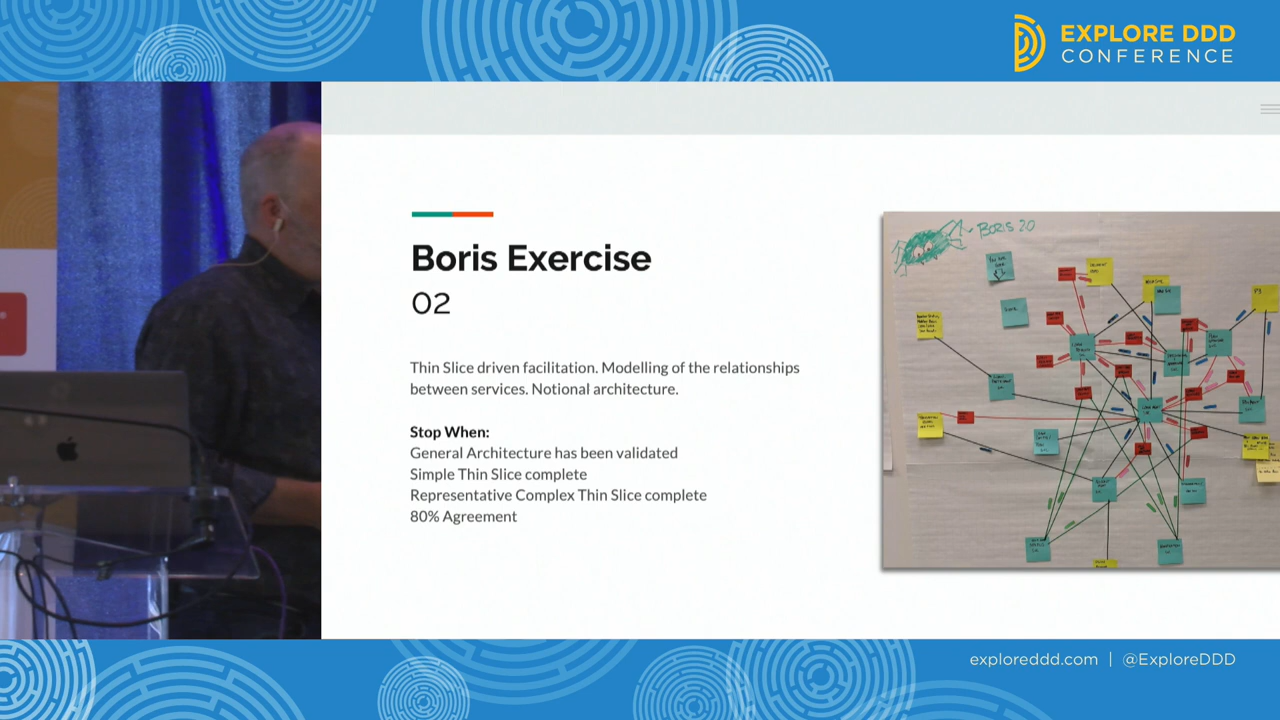 EXPLORE DDD
CONFERENCE
Boris Exercise
02
Thin Slice driven facilitation. Modelling of the relationships
between services. Notional architecture.
Stop When:
General Architecture has been validated
Simple Thin Slice complete
Representative Complex Thin Slice complete
80% Agreement
BORIS 2.0
exploreddd.com | @ExploreDDD